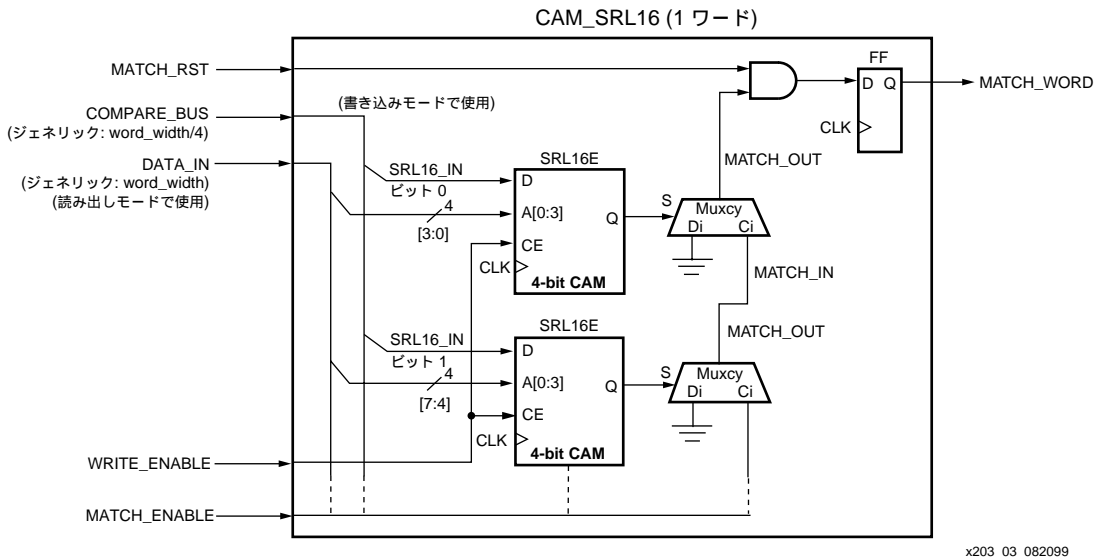 CAM_SRL16 (1 ワード)
MATCH_RST
FF
D Q
CLK
MATCH_WORD
COMPARE_BUS
(ジェネリック: word_width/4)
(書き込みモードで使用)
DATA_IN
(ジェネリック: word_width)
(読み出しモードで使用)
SRL16_IN
ビット 0
4
[3:0]
SRL16E
D
A[0:3]
Q
CE
CLK
4-bit CAM
MATCH_OUT
S
Muxcy
Di Ci
MATCH_IN
MATCH_OUT
SRL16_IN
ビット 1
4
[7:4]
SRL16E
D
A[0:3]
Q
CE
CLK
4-bit CAM
S
Muxcy
Di Ci
WRITE_ENABLE
MATCH_ENABLE
x203_03_082099